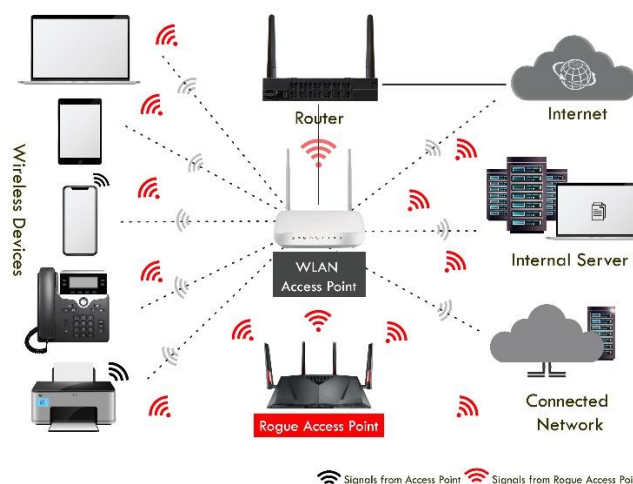 Router
Internet
Wireless Devices
WLAN
Access Point
Internal Server
Rogue Access Point
Connected
Network
Signals from Access Point
Signals from Rogue Access Poi